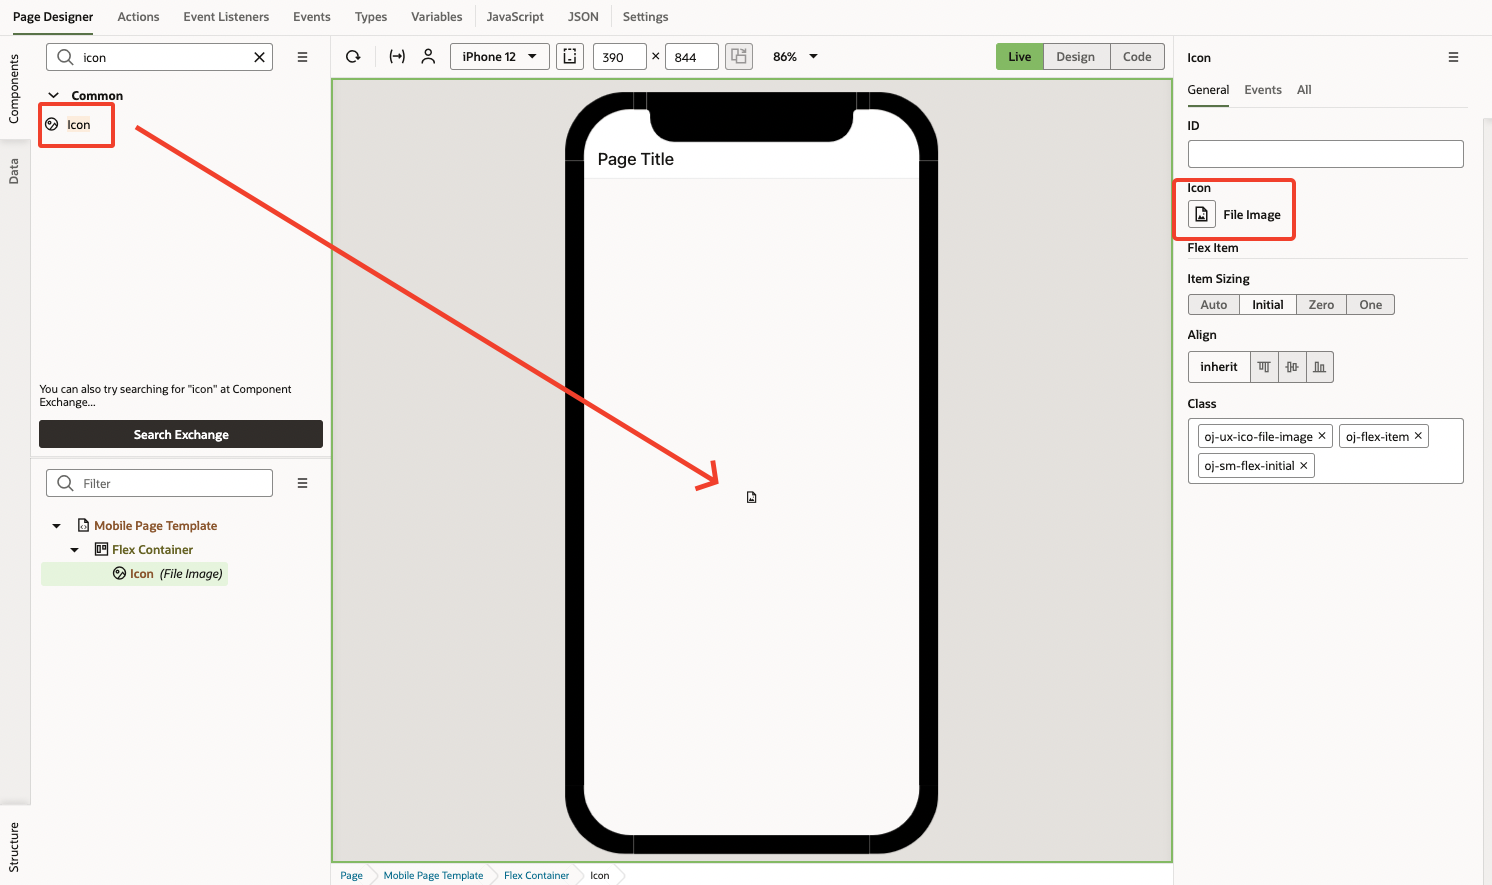 Page Designer Actions Event Listeners Events Types Variables JavaScript JSON Settings
Components
Data
Structure
icon
Common
Icon
You can also try searching for "icon" at Component
Exchange...
Search Exchange
Filter
Mobile Page Template
Flex Container
Icon (File Image)
iPhone 12 390 × 844 86% Live Design Code
Page Title
Page Mobile Page Template Flex Container Icon
Icon
General Events All
ID
Icon
File Image
Flex Item
Item Sizing
Auto Initial Zero One
Align
inherit
Class
oj-ux-ico-file-image × oj-flex-item ×
oj-sm-flex-initial ×